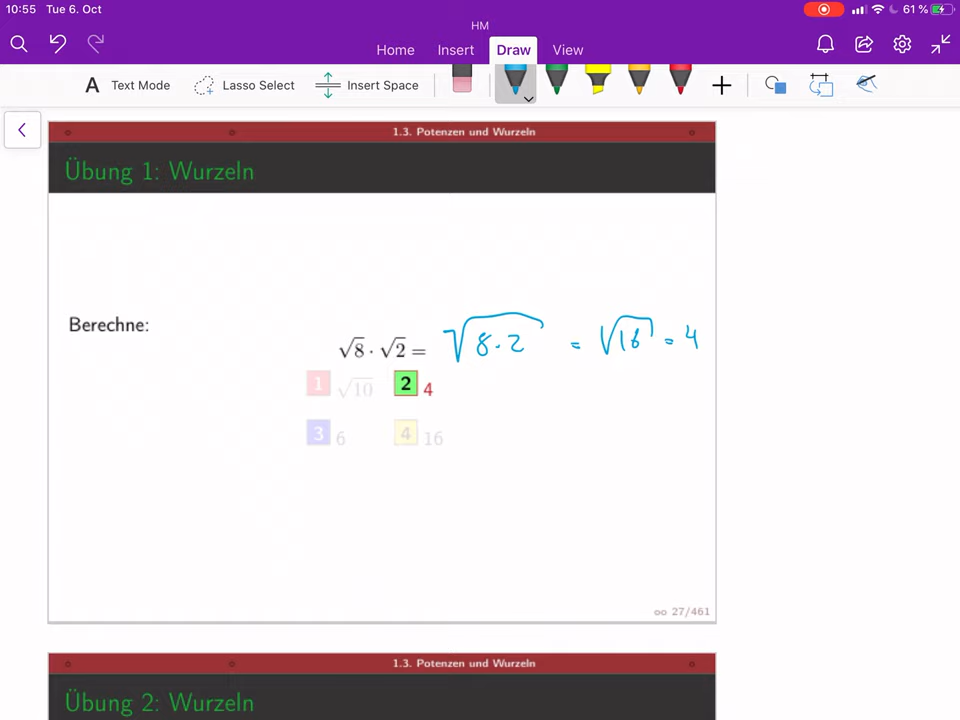 10:55 Tue 6. Oct
61 %
HM
Home Insert Draw View
A Text Mode Lasso Select Insert Space
1.3. Potenzen und Wurzeln
Übung 1: Wurzeln
Berechne:
√8 · √2 = √8·2 = √16 = 4
1 √10 2 4
3 6 4 16
27/461
1.3. Potenzen und Wurzeln
Übung 2: Wurzeln